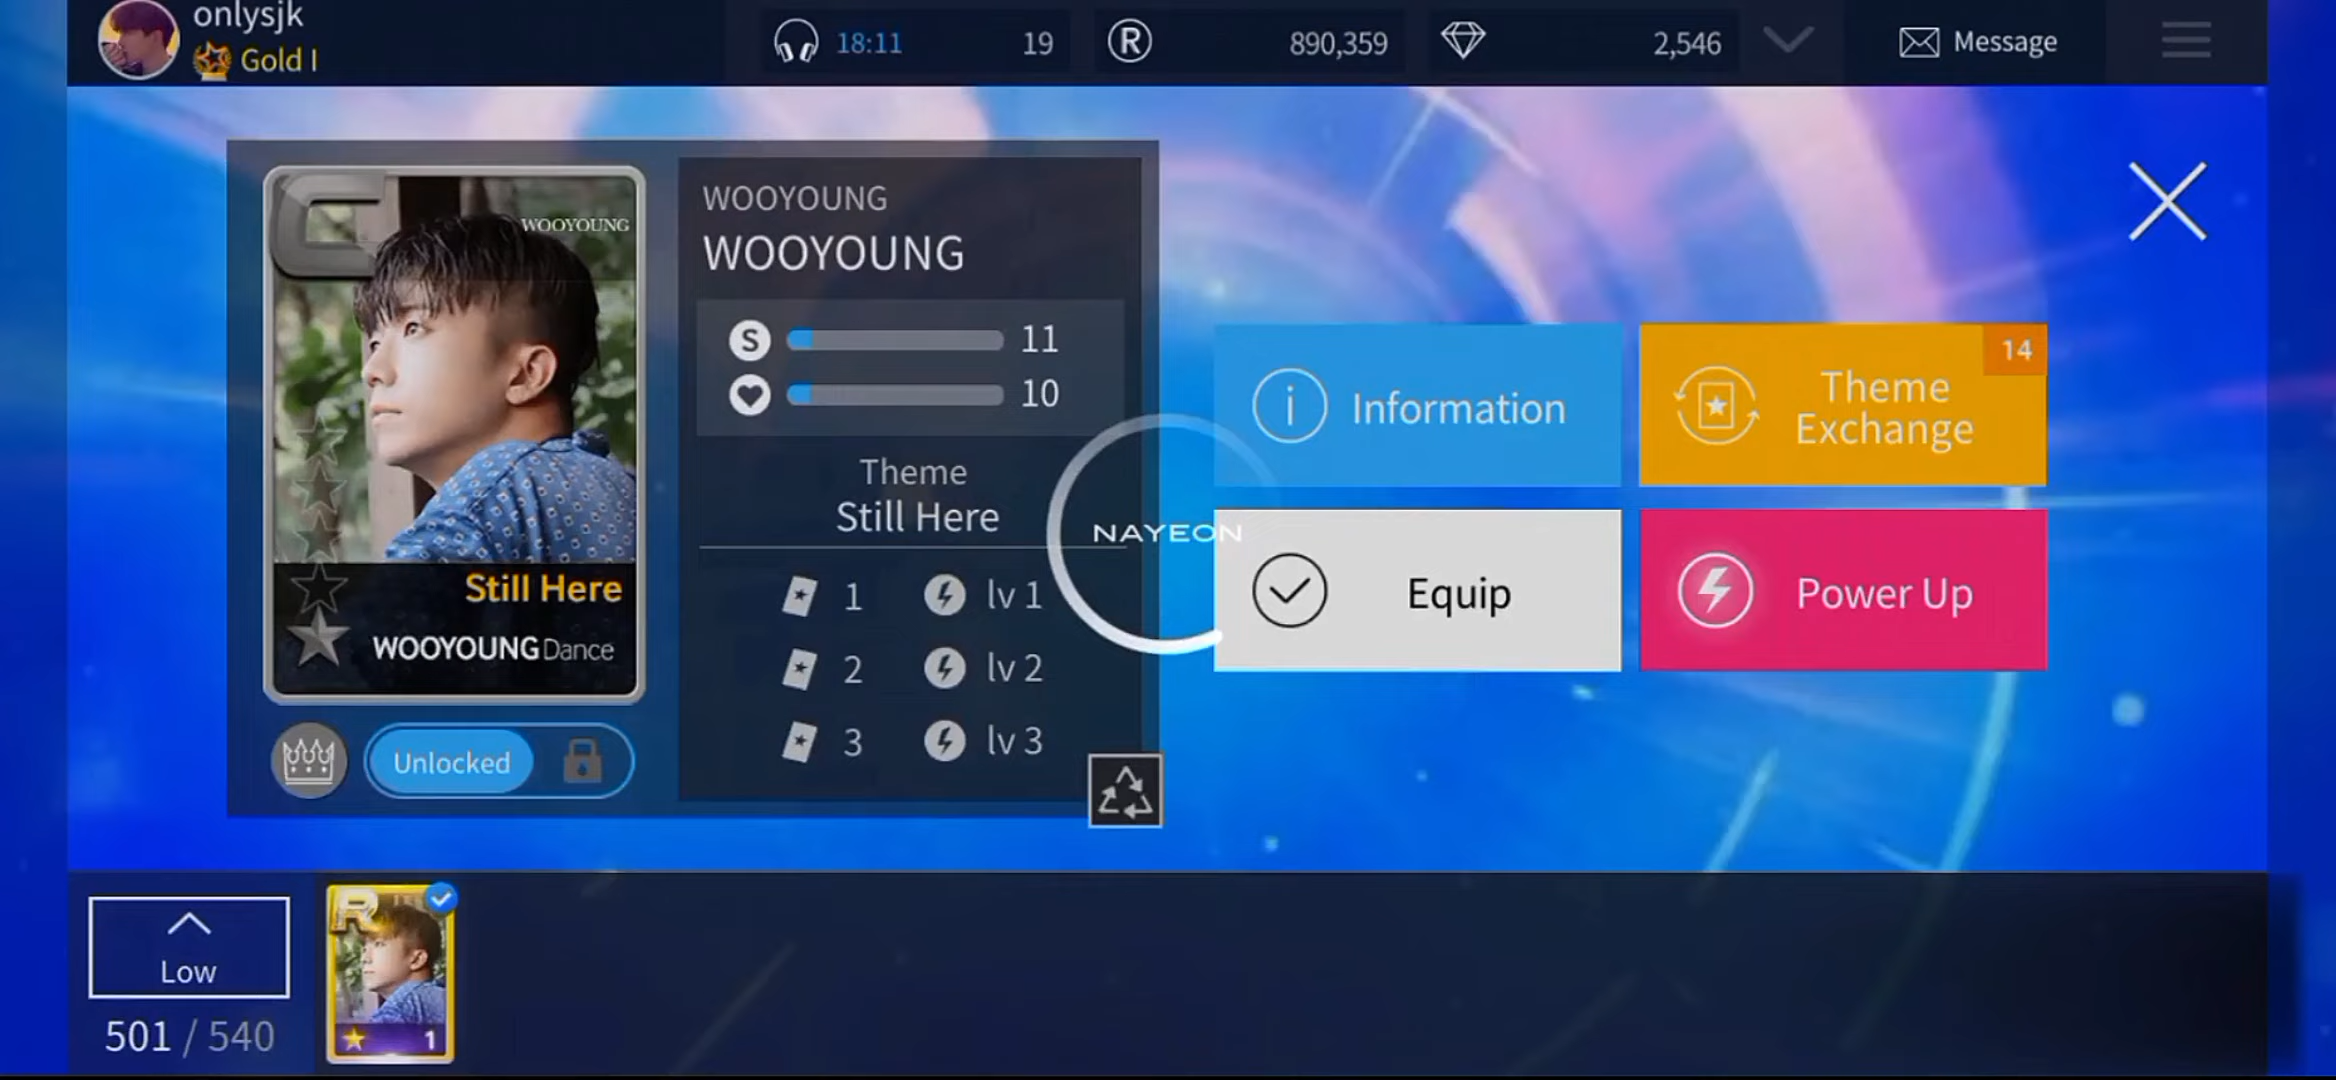 onlysjk
Gold I
18:11 19
R 890,359
2,546
Message
C
WOOYOUNG
Still Here
WOOYOUNG Dance
Unlocked
WOOYOUNG
WOOYOUNG
S 11
10
Theme
Still Here
1 lv 1
2 lv 2
3 lv 3
NAYEON
Information
Theme
Exchange
14
Equip
Power Up
Low
501 / 540
R
1